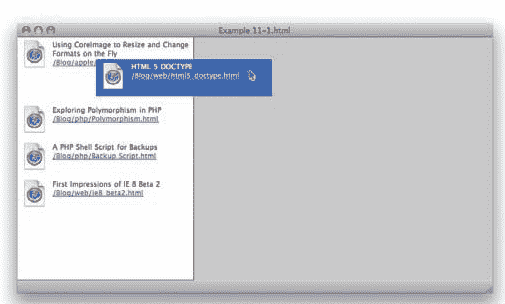 Example 11-1.html
Using CoreImage to Resize and Change
Formats on the Fly
/Blog/apple
HTML 5 DOCTYPE
/Blog/web/html5_doctype.html
Exploring Polymorphism in PHP
/Blog/php/Polymorphism.html
A PHP Shell Script for Backups
/Blog/php/Backup_Script.html
First Impressions of IE 8 Beta 2
/Blog/web/ie8_beta2.html